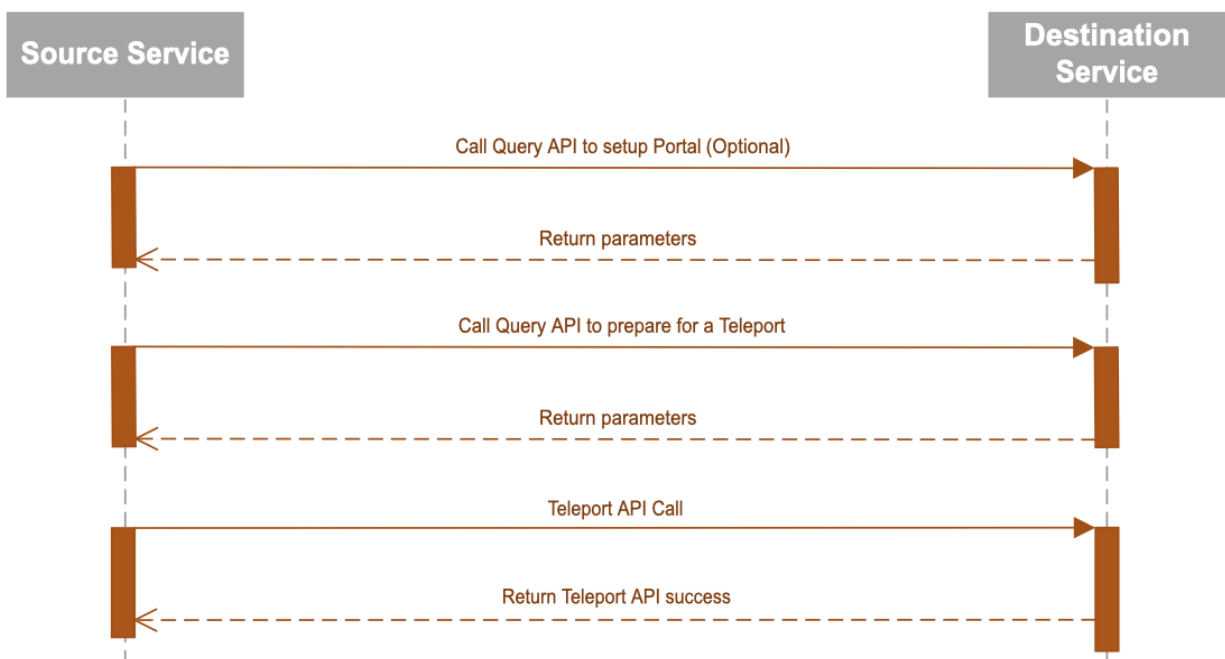 Source Service
Destination
Service
Call Query API to setup Portal (Optional)
Return parameters
Call Query API to prepare for a Teleport
Return parameters
Teleport API Call
Return Teleport API success